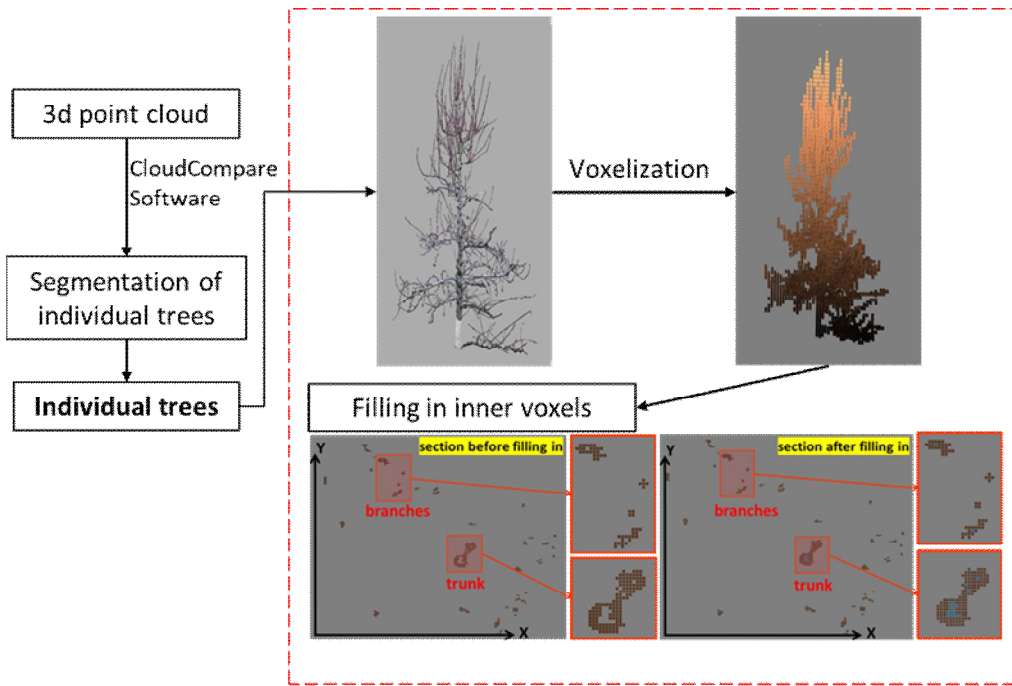 3d point cloud
CloudCompare
Software
Segmentation of
individual trees
Individual trees
Voxelization
Filling in inner voxels
Y
section before filling in
branches
trunk
X
Y
section after filling in
branches
trunk
X